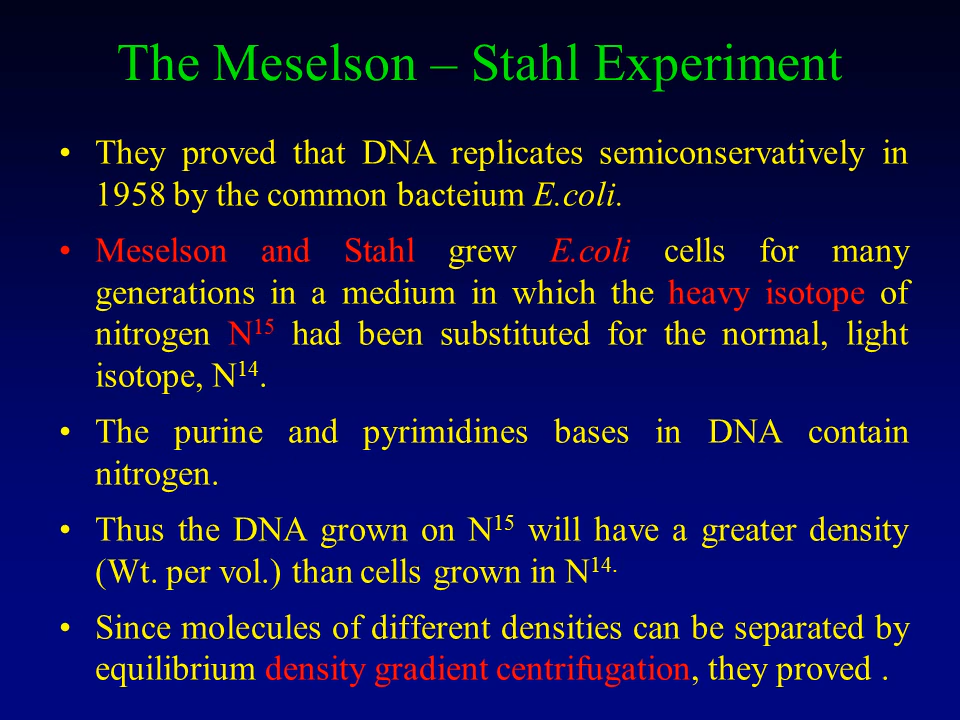 The Meselson – Stahl Experiment
• They proved that DNA replicates semiconservatively in
1958 by the common bacteium E.coli.
• Meselson and Stahl grew E.coli cells for many
generations in a medium in which the heavy isotope of
nitrogen N¹⁵ had been substituted for the normal, light
isotope, N¹⁴.
• The purine and pyrimidines bases in DNA contain
nitrogen.
• Thus the DNA grown on N¹⁵ will have a greater density
(Wt. per vol.) than cells grown in N¹⁴·
• Since molecules of different densities can be separated by
equilibrium density gradient centrifugation, they proved .